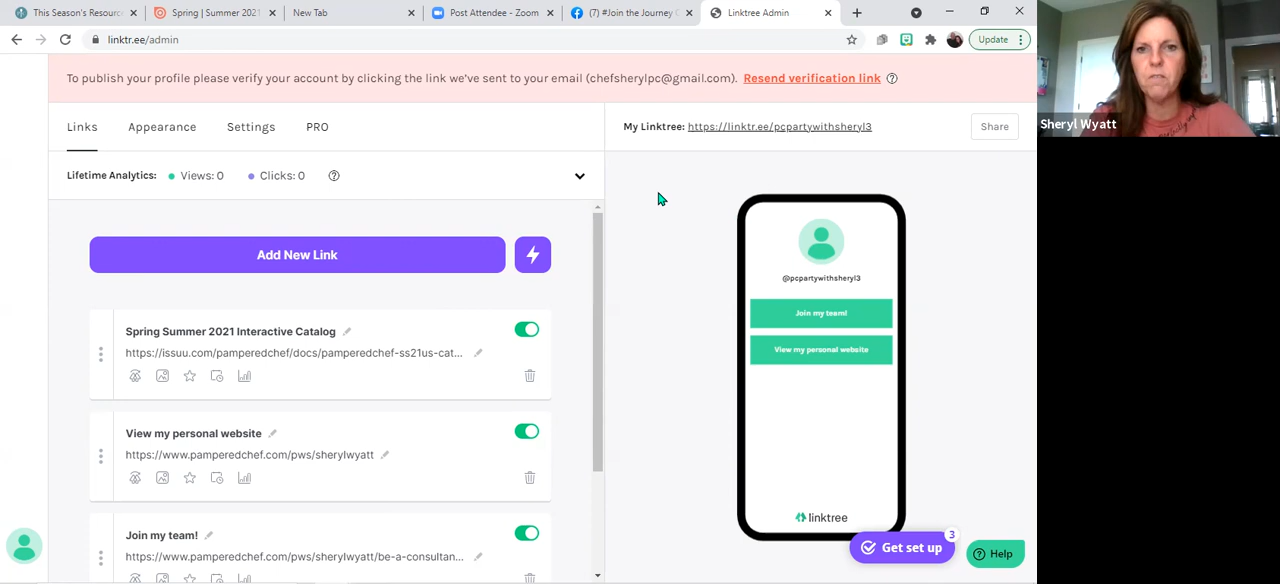 This Season's Resourc
Spring | Summer 2021
New Tab
Post Attendee - Zoom
(7) #Join the Journey C
Linktree Admin
linktr.ee/admin
Update
To publish your profile please verify your account by clicking the link we've sent to your email (chefsherylpc@gmail.com). Resend verification link
Sheryl Wyatt
Links Appearance Settings PRO
My Linktree: https://linktr.ee/pcpartywithsheryl3
Share
Lifetime Analytics: Views: 0 Clicks: 0
Add New Link
Spring Summer 2021 Interactive Catalog
https://issuu.com/pamperedchef/docs/pamperedchef-ss21us-cat...
View my personal website
https://www.pamperedchef.com/pws/sherylwyatt
Join my team!
https://www.pamperedchef.com/pws/sherylwyatt/be-a-consultan...
@pcpartywithsheryl3
Join my team!
View my personal website
linktree
Get set up
3
Help